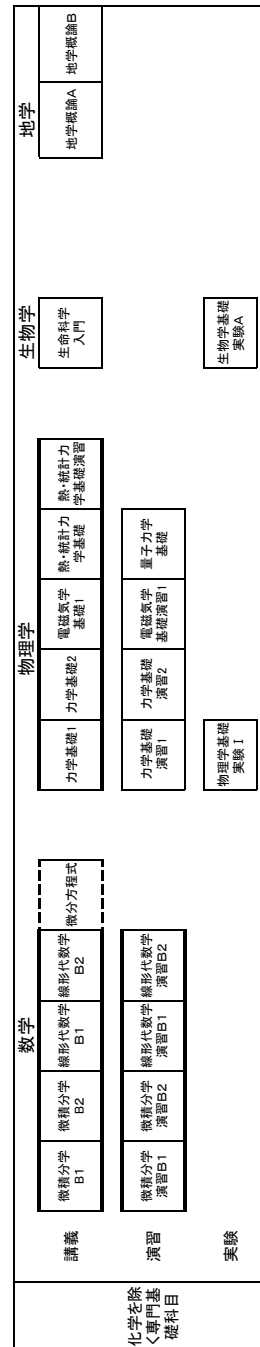 数学
物理学
生物学
地学
化学を除
く専門基
礎科目
講義
微積分学
B1
微積分学
B2
線形代数学
B1
線形代数学
B2
微分方程式
力学基礎1
力学基礎2
電磁気学
基礎1
熱・統計力
学基礎
熱・統計力
学基礎演習
生命科学
入門
地学概論A
地学概論B
演習
微積分学
演習B1
微積分学
演習B2
線形代数学
演習B1
線形代数学
演習B2
力学基礎
演習1
力学基礎
演習2
電磁気学
基礎演習1
量子力学
基礎
実験
物理学基礎
実験Ⅰ
生物学基礎
実験A